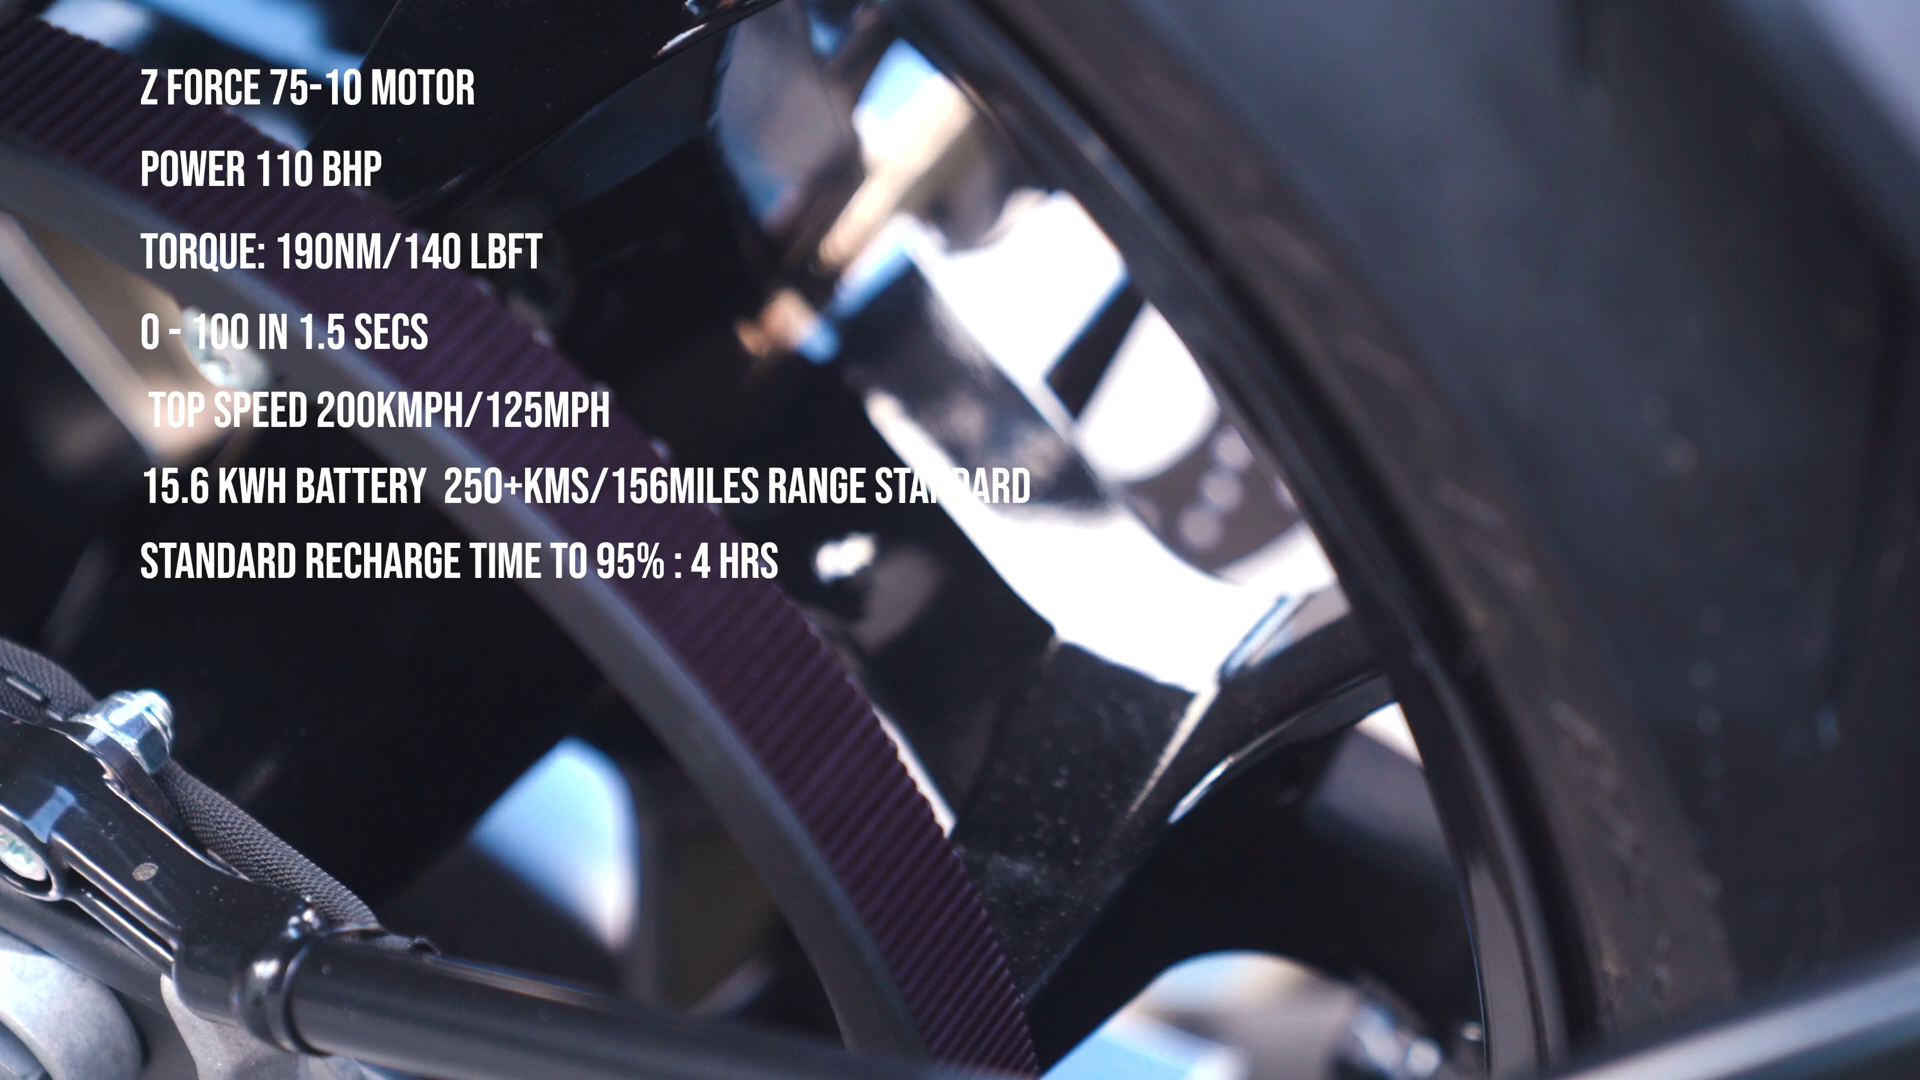 Z FORCE 75-10 MOTOR
POWER 110 BHP
TORQUE: 190NM/140 LBFT
0 - 100 IN 1.5 SECS
TOP SPEED 200KMPH/125MPH
15.6 KWH BATTERY 250+KMS/156MILES RANGE STANDARD
STANDARD RECHARGE TIME TO 95% : 4 HRS